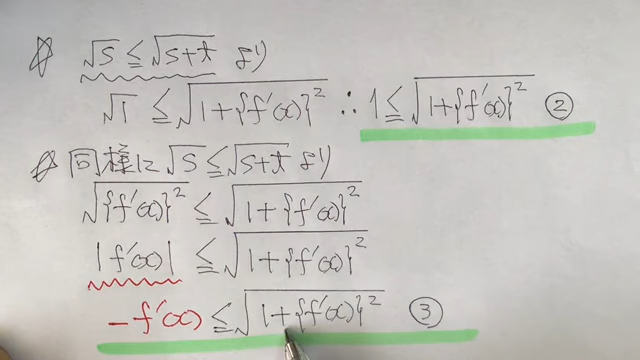 ☆ √s ≦ √(s+t) より
√1 ≦ √(1+{f'(x)}²) ∴ 1 ≦ √(1+{f'(x)}²) ②
☆ 同様に √s ≦ √(s+t) より
√({f'(x)}²) ≦ √(1+{f'(x)}²)
|f'(x)| ≦ √(1+{f'(x)}²)
-f'(x) ≦ √(1+{f'(x)}²) ③